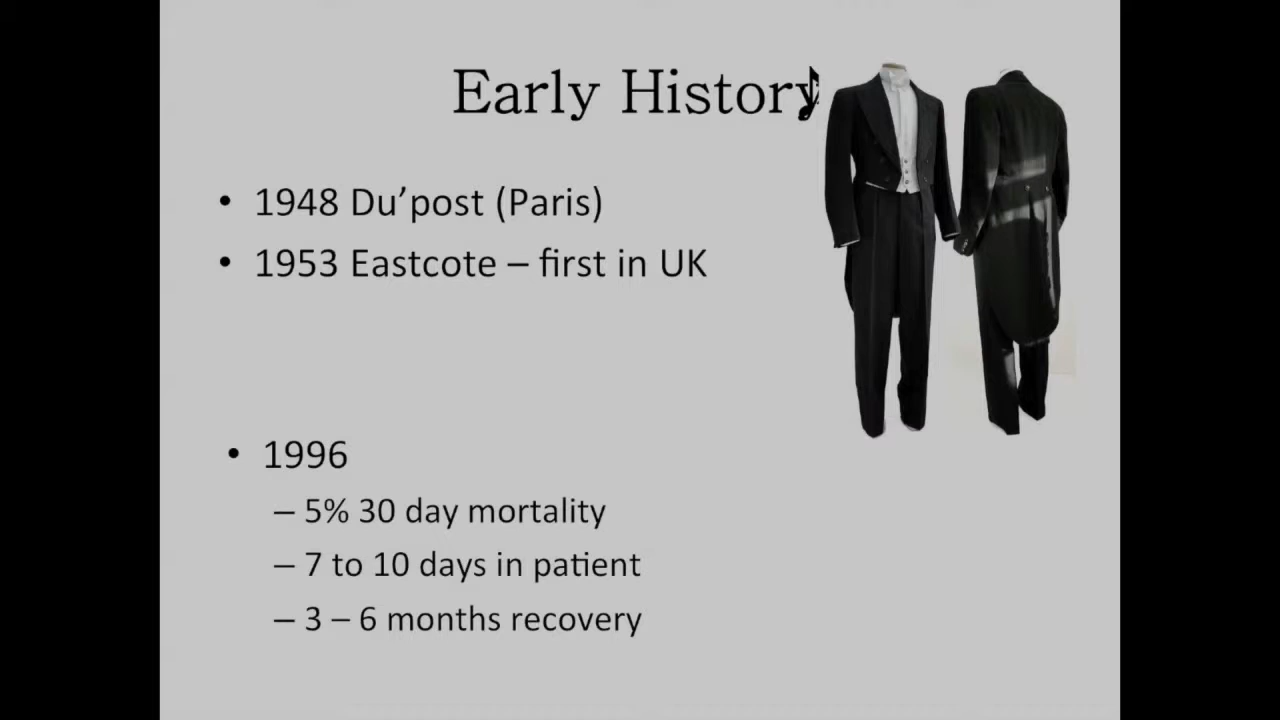 Early History
• 1948 Du’post (Paris)
• 1953 Eastcote – first in UK
• 1996
– 5% 30 day mortality
– 7 to 10 days in patient
– 3 – 6 months recovery